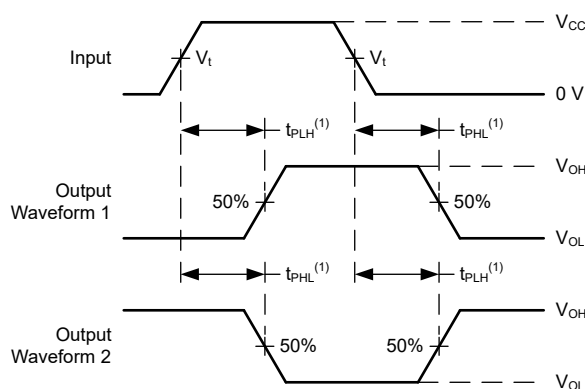 V_CC
Input
V_t
V_t
0 V
t_PLH^(1)
t_PHL^(1)
V_OH
Output
Waveform 1
50%
50%
V_OL
t_PHL^(1)
t_PLH^(1)
V_OH
Output
Waveform 2
50%
50%
V_OL